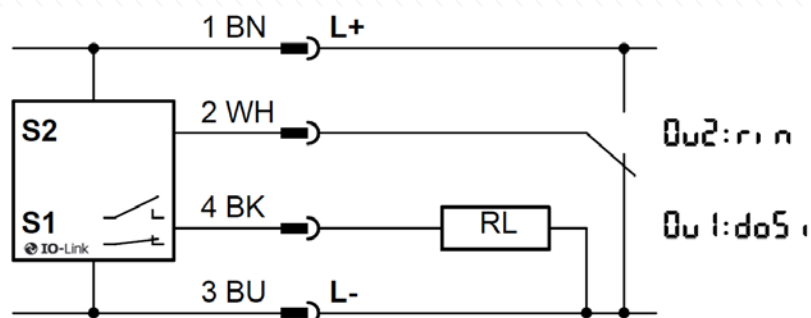 1 BN L+
2 WH
S2
Ou2:rin
4 BK RL
S1
Ou1:doSi
IO-Link
3 BU L-